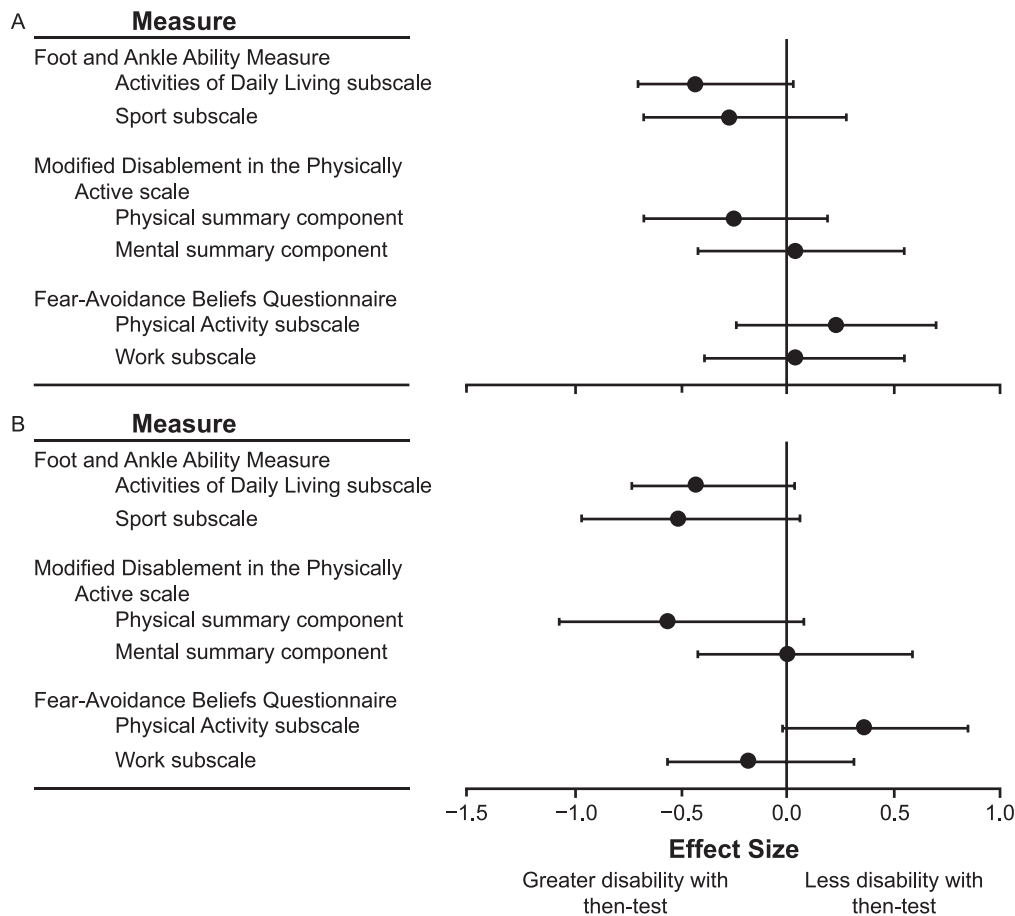 A
Measure
Foot and Ankle Ability Measure
Activities of Daily Living subscale
Sport subscale
Modified Disablement in the Physically
Active scale
Physical summary component
Mental summary component
Fear-Avoidance Beliefs Questionnaire
Physical Activity subscale
Work subscale
B
Measure
Foot and Ankle Ability Measure
Activities of Daily Living subscale
Sport subscale
Modified Disablement in the Physically
Active scale
Physical summary component
Mental summary component
Fear-Avoidance Beliefs Questionnaire
Physical Activity subscale
Work subscale
−1.5 −1.0 −0.5 0.0 0.5 1.0
Effect Size
Greater disability with
then-test
Less disability with
then-test